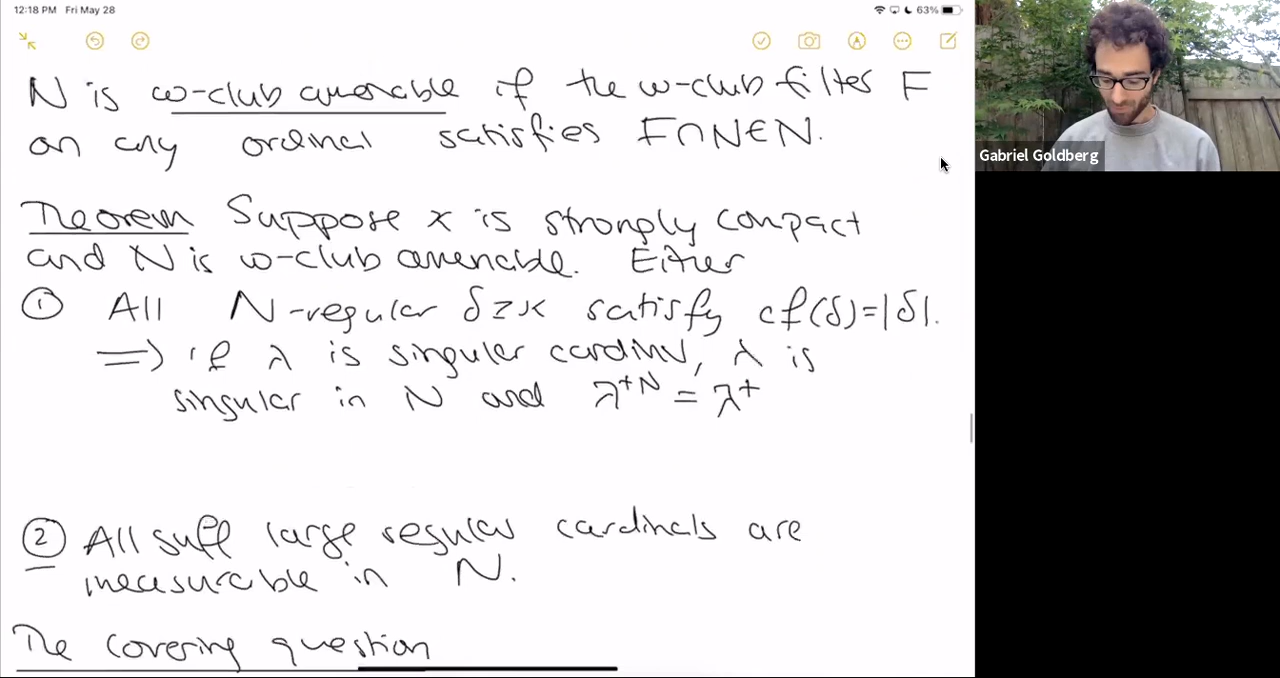 12:18 PM Fri May 28
63%
N is ω-club amenable if the ω-club filter F
on any ordinal satisfies F∩N∈N.
Gabriel Goldberg
Theorem Suppose κ is strongly compact
and N is ω-club amenable. Either
① All N-regular δ≥κ satisfy cf(δ)=|δ|.
⇒ if λ is singular cardinal, λ is
singular in N and λ⁺ᴺ = λ⁺
② All suff large regular cardinals are
measurable in N.
The covering question